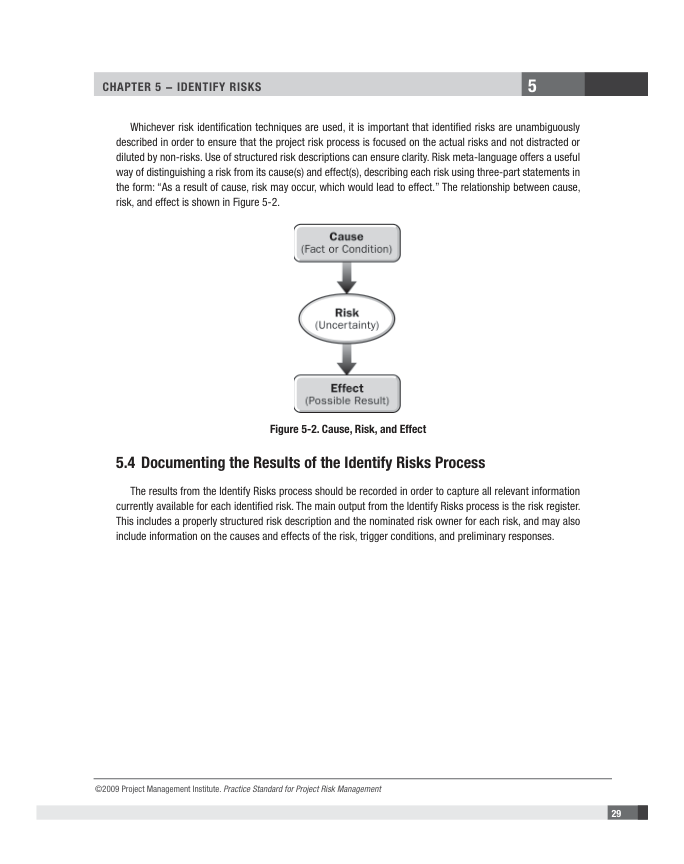 CHAPTER 5 – IDENTIFY RISKS
5
Whichever risk identification techniques are used, it is important that identified risks are unambiguously
described in order to ensure that the project risk process is focused on the actual risks and not distracted or
diluted by non-risks. Use of structured risk descriptions can ensure clarity. Risk meta-language offers a useful
way of distinguishing a risk from its cause(s) and effect(s), describing each risk using three-part statements in
the form: “As a result of cause, risk may occur, which would lead to effect.” The relationship between cause,
risk, and effect is shown in Figure 5-2.
Cause
(Fact or Condition)
Risk
(Uncertainty)
Effect
(Possible Result)
Figure 5-2. Cause, Risk, and Effect
5.4 Documenting the Results of the Identify Risks Process
The results from the Identify Risks process should be recorded in order to capture all relevant information
currently available for each identified risk. The main output from the Identify Risks process is the risk register.
This includes a properly structured risk description and the nominated risk owner for each risk, and may also
include information on the causes and effects of the risk, trigger conditions, and preliminary responses.
©2009 Project Management Institute. Practice Standard for Project Risk Management
29